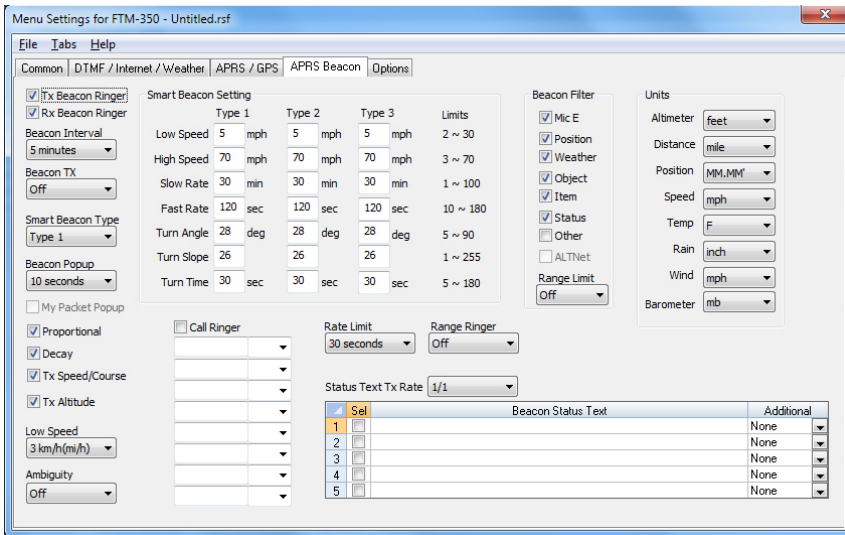 Menu Settings for FTM-350 - Untitled.rsf
File Tabs Help
Common DTMF / Internet / Weather APRS / GPS APRS Beacon Options
Tx Beacon Ringer
Rx Beacon Ringer
Beacon Interval
5 minutes
Beacon TX
Off
Smart Beacon Type
Type 1
Beacon Popup
10 seconds
My Packet Popup
Proportional
Decay
Tx Speed/Course
Tx Altitude
Low Speed
3 km/h(mi/h)
Ambiguity
Off
Smart Beacon Setting
Type 1 Type 2 Type 3 Limits
Low Speed 5 mph 5 mph 5 mph 2 ~ 30
High Speed 70 mph 70 mph 70 mph 3 ~ 70
Slow Rate 30 min 30 min 30 min 1 ~ 100
Fast Rate 120 sec 120 sec 120 sec 10 ~ 180
Turn Angle 28 deg 28 deg 28 deg 5 ~ 90
Turn Slope 26 26 26 1 ~ 255
Turn Time 30 sec 30 sec 30 sec 5 ~ 180
Beacon Filter
Mic E
Position
Weather
Object
Item
Status
Other
ALTNet
Range Limit
Off
Units
Altimeter feet
Distance mile
Position MM.MM'
Speed mph
Temp F
Rain inch
Wind mph
Barometer mb
Call Ringer
Rate Limit Range Ringer
30 seconds Off
Status Text Tx Rate 1/1
Sel Beacon Status Text Additional
1 None
2 None
3 None
4 None
5 None